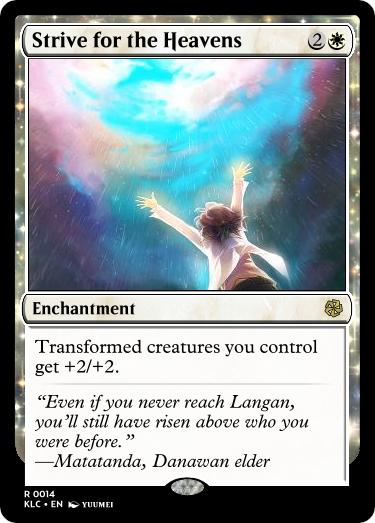 Strive for the Heavens 2
Enchantment
Transformed creatures you control
get +2/+2.
“Even if you never reach Langan,
you’ll still have risen above who you
were before.”
—Matatanda, Danawan elder
R 0014
KLC • EN YUUMEI